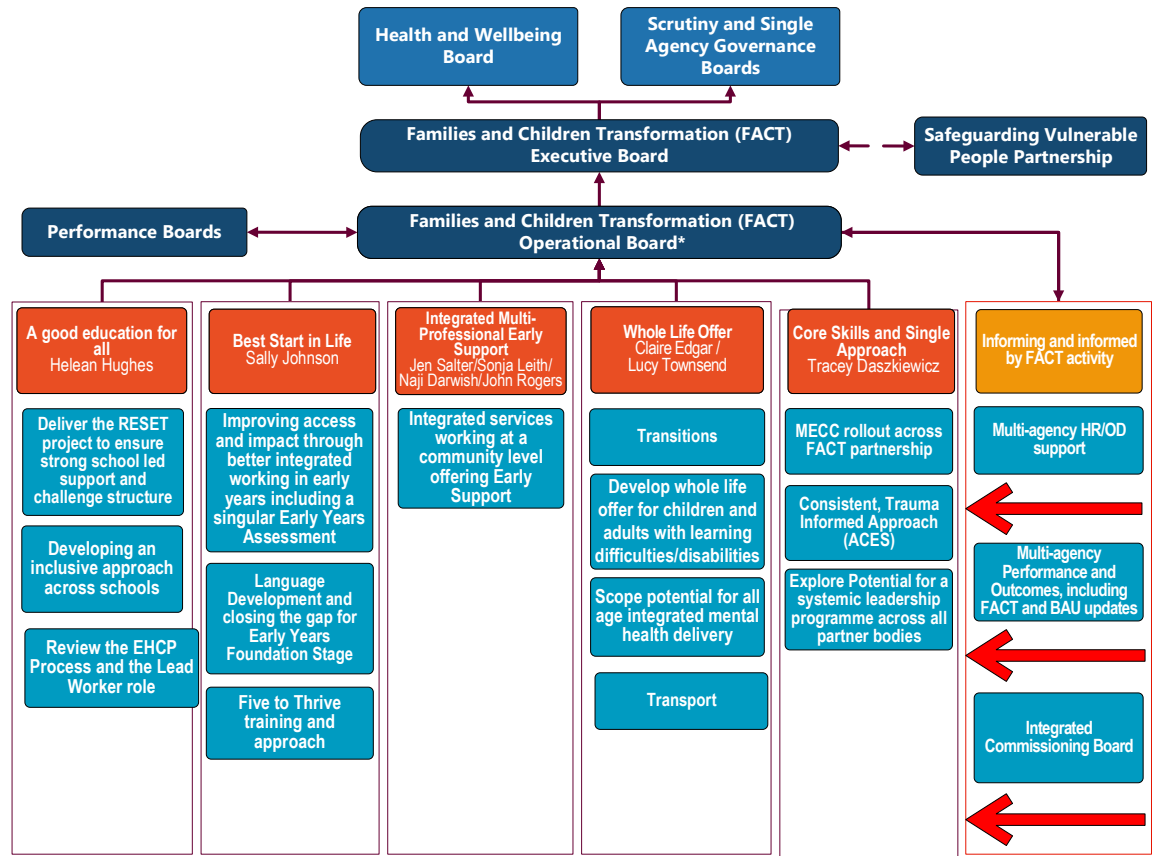 Health and Wellbeing
Board
Scrutiny and Single
Agency Governance
Boards
Families and Children Transformation (FACT)
Executive Board
Safeguarding Vulnerable
People Partnership
Performance Boards
Families and Children Transformation (FACT)
Operational Board*
A good education for
all
Helean Hughes
Deliver the RESET
project to ensure
strong school led
support and
challenge structure
Developing an
inclusive approach
across schools
Review the EHCP
Process and the Lead
Worker role
Best Start in Life
Sally Johnson
Improving access
and impact through
better integrated
working in early
years including a
singular Early Years
Assessment
Language
Development and
closing the gap for
Early Years
Foundation Stage
Five to Thrive
training and
approach
Integrated Multi-
Professional Early
Support
Jen Salter/Sonja Leith/
Naji Darwish/John Rogers
Integrated services
working at a
community level
offering Early
Support
Whole Life Offer
Claire Edgar /
Lucy Townsend
Transitions
Develop whole life
offer for children and
adults with learning
difficulties/disabilities
Scope potential for all
age integrated mental
health delivery
Transport
Core Skills and Single
Approach
Tracey Daszkiewicz
MECC rollout across
FACT partnership
Consistent, Trauma
Informed Approach
(ACES)
Explore Potential for a
systemic leadership
programme across all
partner bodies
Informing and informed
by FACT activity
Multi-agency HR/OD
support
Multi-agency
Performance and
Outcomes, including
FACT and BAU updates
Integrated
Commissioning Board